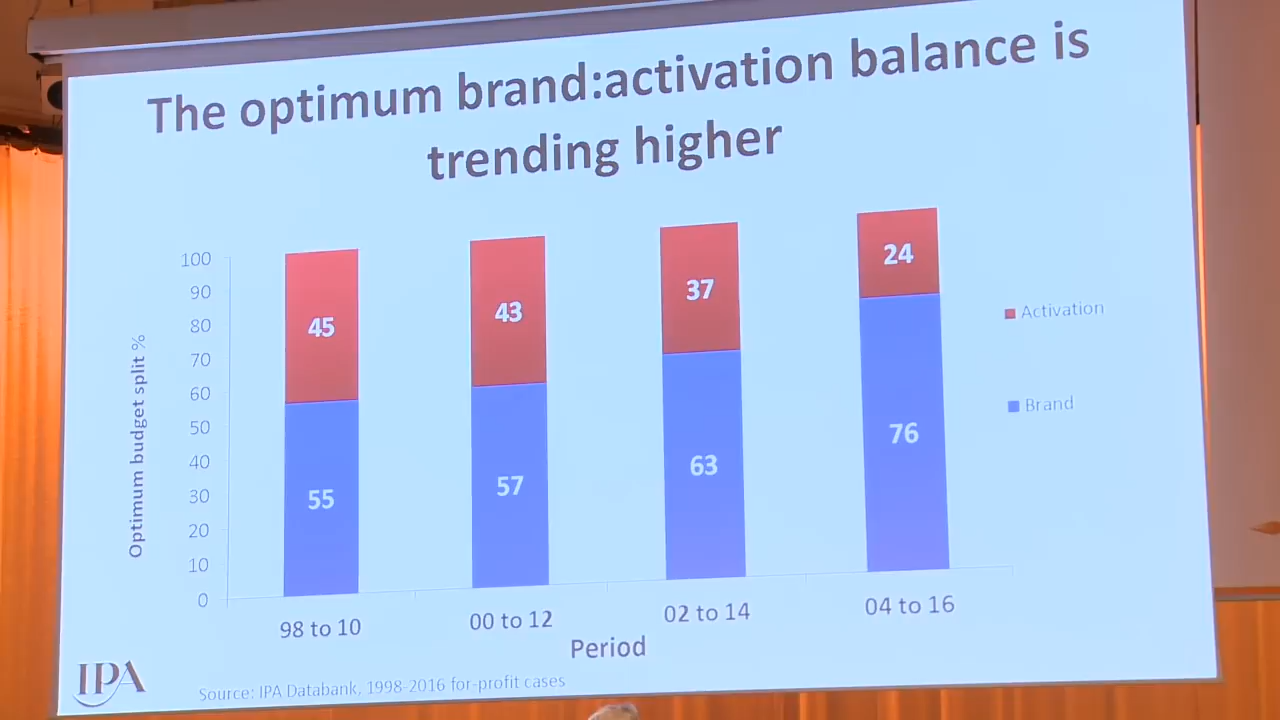 The optimum brand:activation balance is
trending higher
Optimum budget split %
100
90
80
70
60
50
40
30
20
10
0
45
55
43
57
37
63
24
76
Activation
Brand
98 to 10
00 to 12
02 to 14
04 to 16
Period
IPA
Source: IPA Databank, 1998-2016 for-profit cases